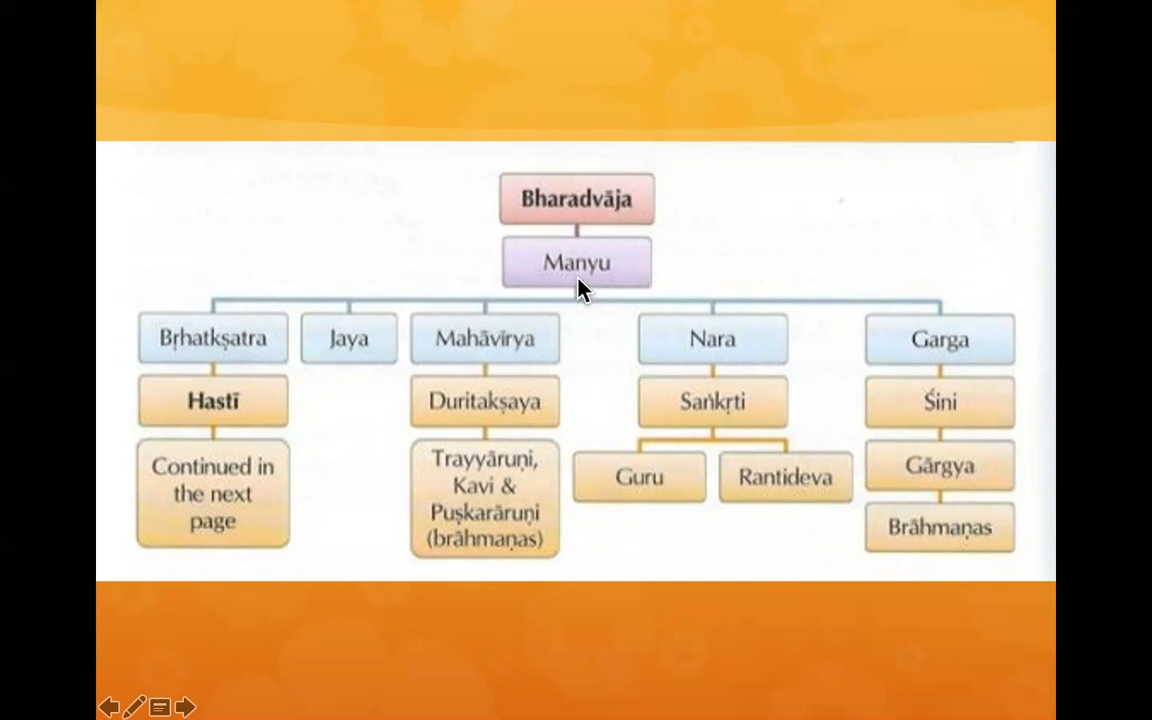 Bharadvāja
Manyu
Bṛhatkṣatra
Jaya
Mahāvīrya
Nara
Garga
Hastī
Duritakṣaya
Saṅkṛti
Śini
Continued in
the next
page
Trayyāruṇi,
Kavi &
Puṣkarāruṇi
(brāhmaṇas)
Guru
Rantideva
Gārgya
Brāhmaṇas